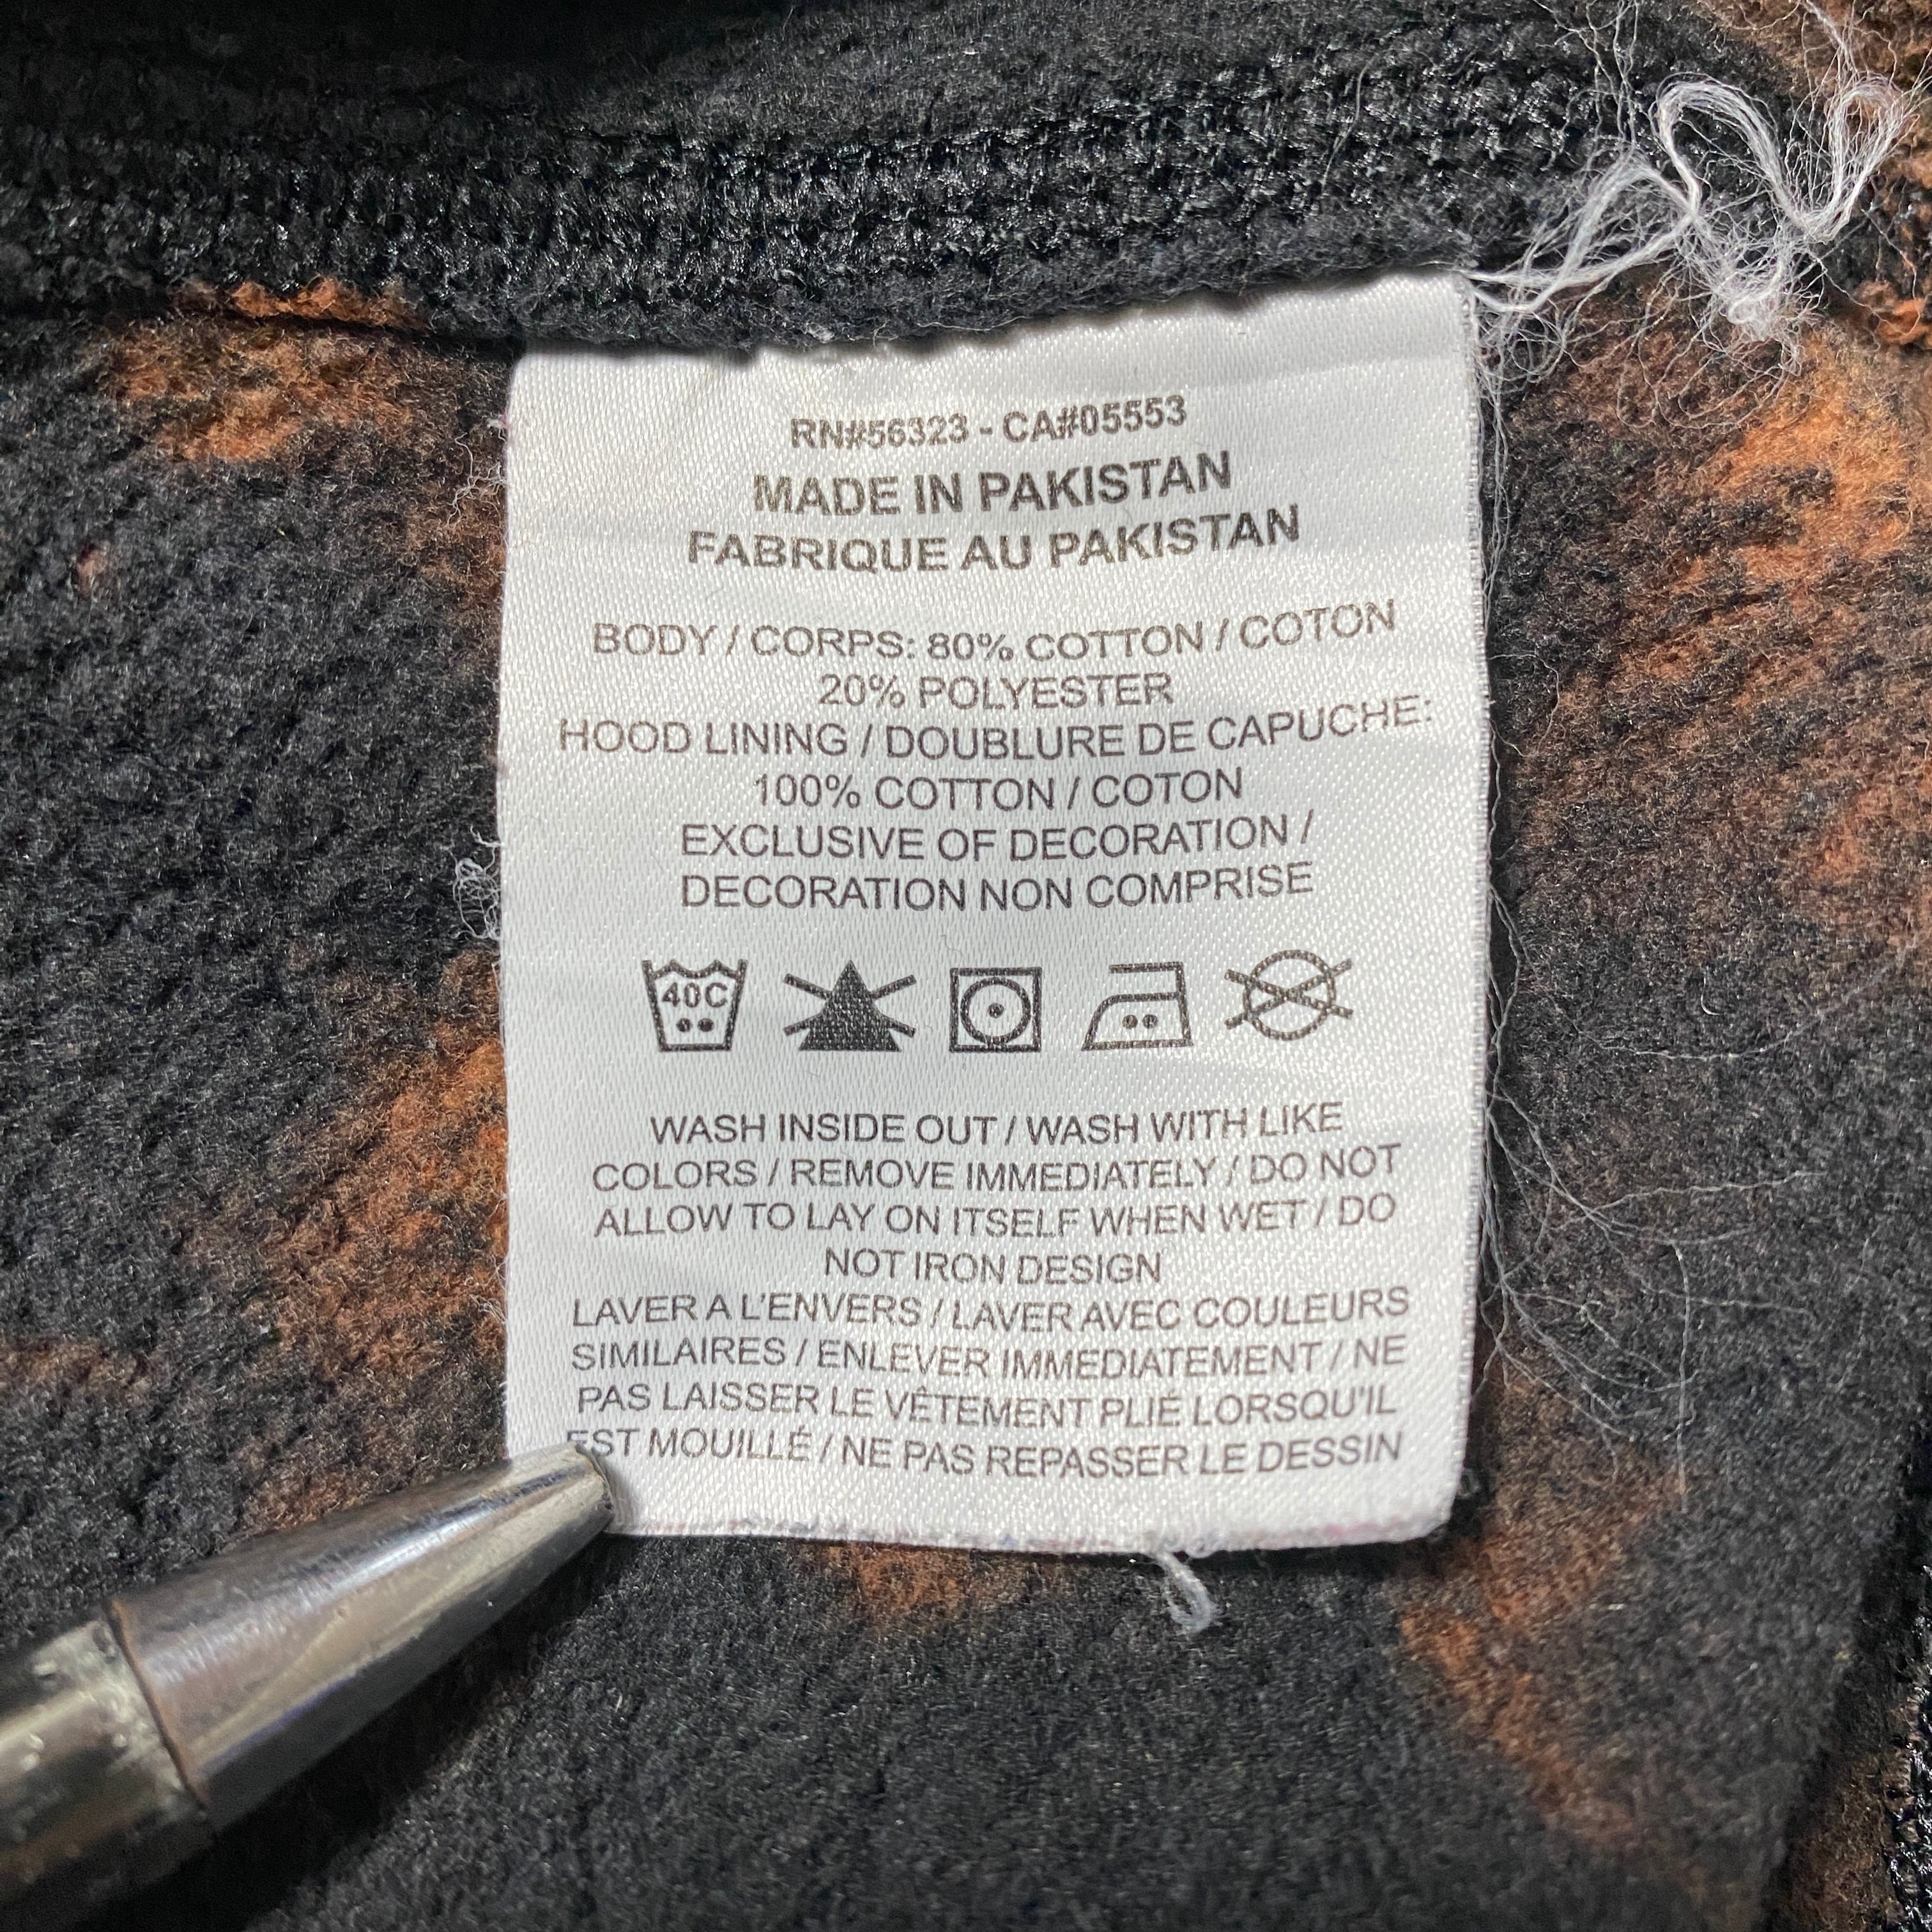 RN#56323 - CA#05553
MADE IN PAKISTAN
FABRIQUE AU PAKISTAN
BODY / CORPS: 80% COTTON / COTON
20% POLYESTER
HOOD LINING / DOUBLURE DE CAPUCHE:
100% COTTON / COTON
EXCLUSIVE OF DECORATION /
DECORATION NON COMPRISE
40C
WASH INSIDE OUT / WASH WITH LIKE
COLORS / REMOVE IMMEDIATELY / DO NOT
ALLOW TO LAY ON ITSELF WHEN WET / DO
NOT IRON DESIGN
LAVER A L'ENVERS / LAVER AVEC COULEURS
SIMILAIRES / ENLEVER IMMEDIATEMENT / NE
PAS LAISSER LE VÊTEMENT PLIÉ LORSQU'IL
EST MOUILLÉ / NE PAS REPASSER LE DESSIN